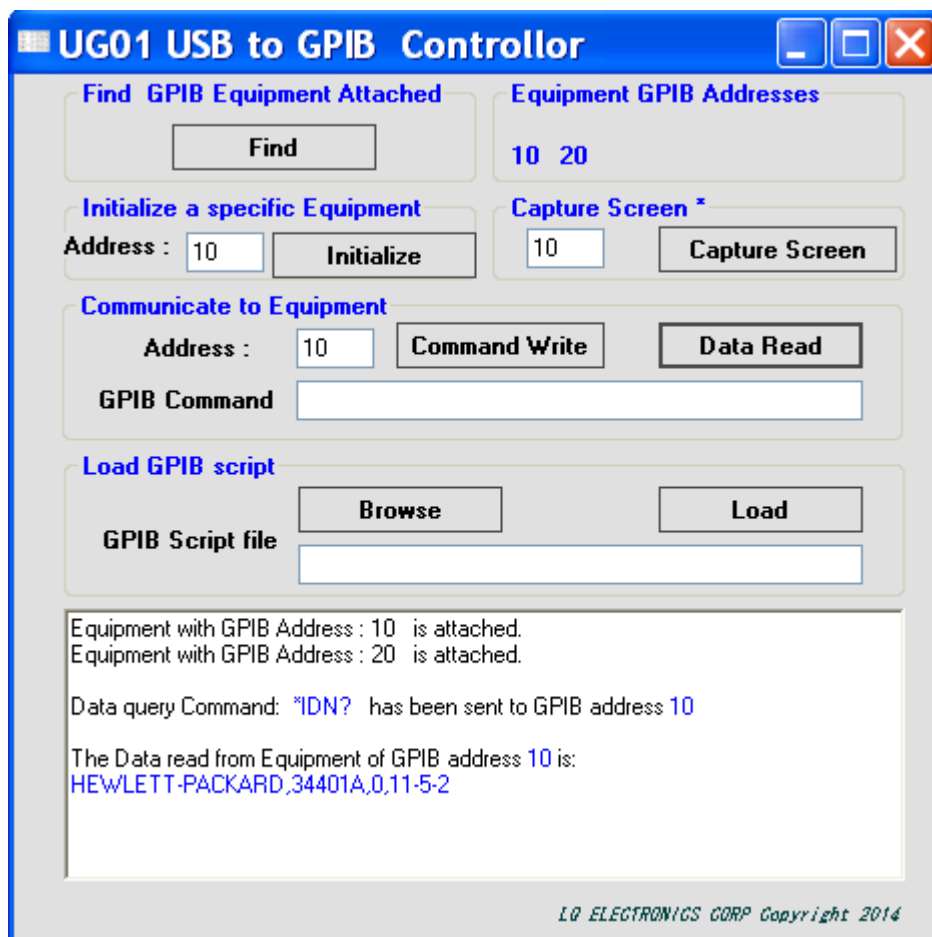 UG01 USB to GPIB Controllor
Find GPIB Equipment Attached
Find
Equipment GPIB Addresses
10 20
Initialize a specific Equipment
Address : 10 Initialize
Capture Screen *
10 Capture Screen
Communicate to Equipment
Address : 10 Command Write Data Read
GPIB Command
Load GPIB script
Browse Load
GPIB Script file
Equipment with GPIB Address : 10 is attached.
Equipment with GPIB Address : 20 is attached.
Data query Command: *IDN? has been sent to GPIB address 10
The Data read from Equipment of GPIB address 10 is:
HEWLETT-PACKARD,34401A,0,11-5-2
LQ ELECTRONICS CORP Copyright 2014